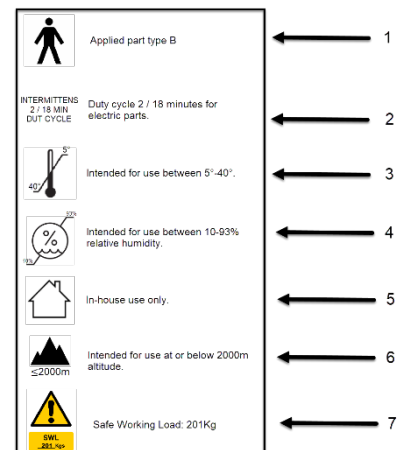 Applied part type B
1
INTERMITTENS
2 / 18 MIN
DUT CYCLE
Duty cycle 2 / 18 minutes for
electric parts.
2
5°
40°
Intended for use between 5°-40°.
3
%
10%
Intended for use between 10-93%
relative humidity.
4
In-house use only.
5
≤2000m
Intended for use at or below 2000m
altitude.
6
SWL
201 Kgs
Safe Working Load: 201Kg
7